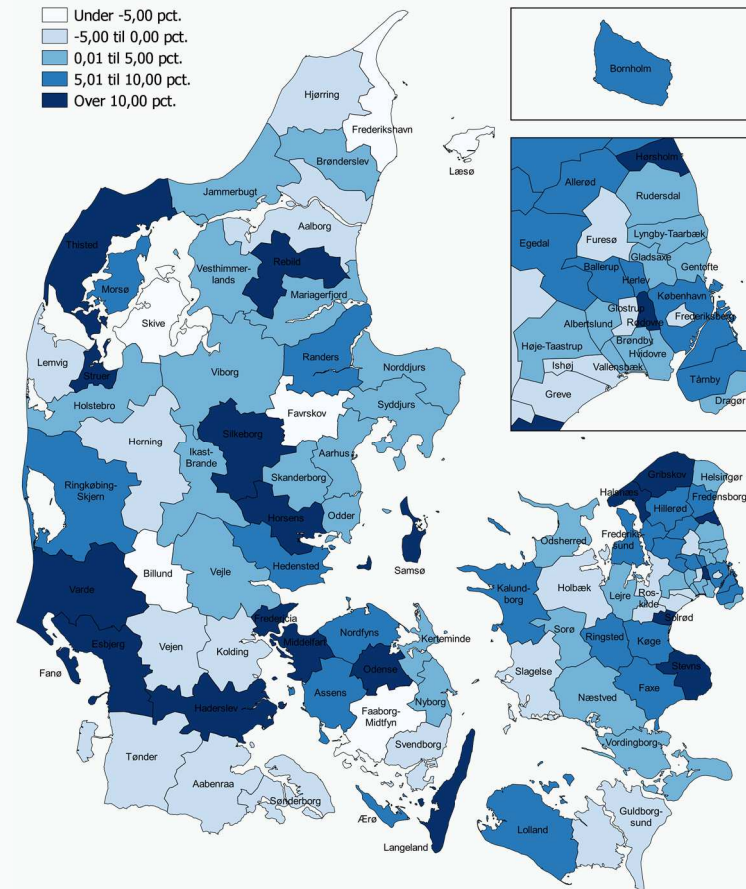 Under -5,00 pct.
-5,00 til 0,00 pct.
0,01 til 5,00 pct.
5,01 til 10,00 pct.
Over 10,00 pct.
Hjørring
Frederikshavn
Læsø
Brønderslev
Jammerbugt
Aalborg
Thisted
Rebild
Vesthimmer-
lands
Morsø
Mariagerfjord
Skive
Lemvig
Struer
Viborg
Randers
Norddjurs
Holstebro
Favrskov
Syddjurs
Herning
Silkeborg
Ikast-
Brande
Aarhus
Skanderborg
Ringkøbing-
Skjern
Horsens
Odder
Samsø
Billund
Vejle
Hedensted
Varde
Fredericia
Middelfart
Nordfyns
Kerteminde
Esbjerg
Fanø
Vejen
Kolding
Odense
Assens
Nyborg
Haderslev
Faaborg-
Midtfyn
Svendborg
Tønder
Aabenraa
Sønderborg
Ærø
Langeland
Bornholm
Hørsholm
Allerød
Rudersdal
Egedal
Furesø
Lyngby-Taarbæk
Gladsaxe
Gentofte
Ballerup
Herlev
København
Glostrup
Frederiksberg
Albertslund
Rødovre
Brøndby
Høje-Taastrup
Hvidovre
Ishøj
Vallensbæk
Greve
Tårnby
Dragør
Gribskov
Helsingør
Halsnæs
Fredensborg
Hillerød
Frederiks-
sund
Odsherred
Kalund-
borg
Holbæk
Lejre
Ros-
kilde
Solrød
Sorø
Ringsted
Køge
Stevns
Slagelse
Faxe
Næstved
Vordingborg
Guldborg-
sund
Lolland